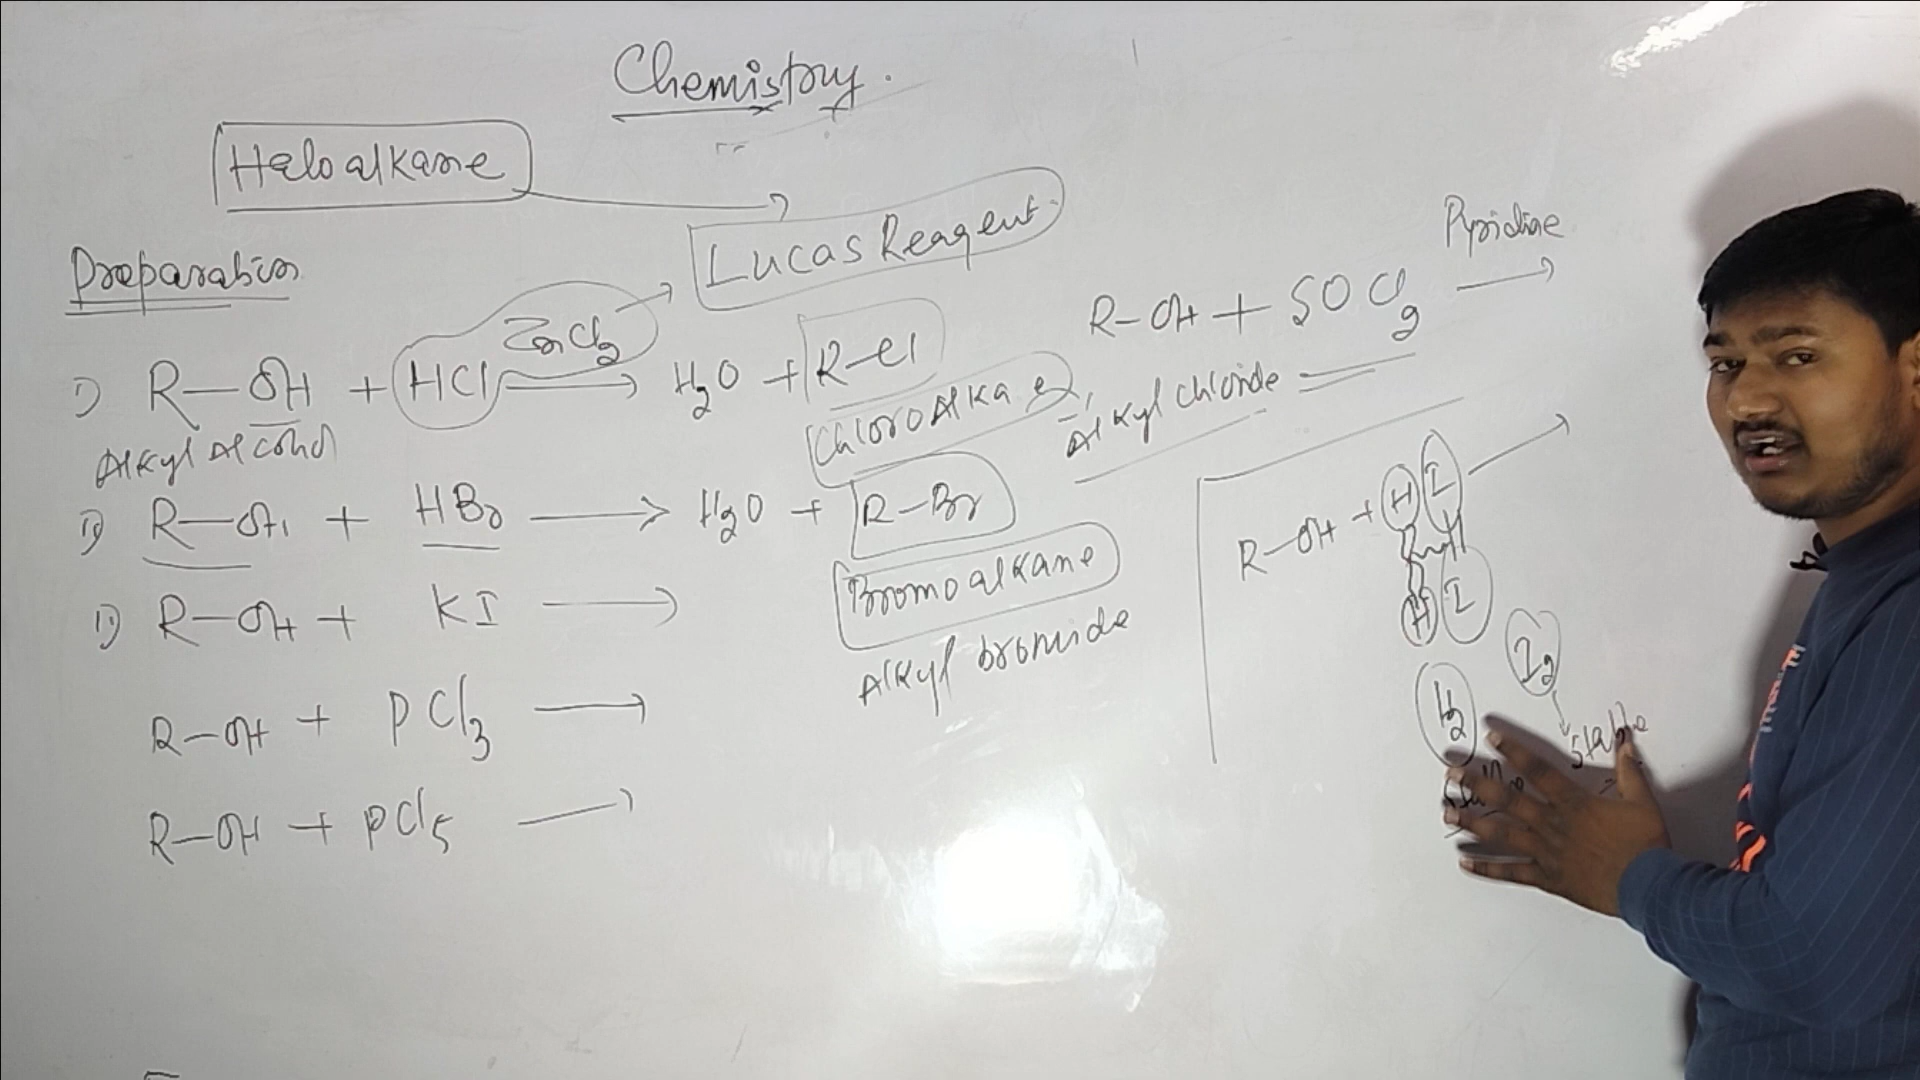 Chemistry.
Haloalkane
Lucas Reagent.
Preparation
ZnCl2
i) R-OH + HCl → H2O + R-Cl
Alkyl Alcohol
Alkyl chloride
ii) R-OH + HBr → H2O + R-Br
Bromoalkane
Alkyl bromide
R-OH + KI →
R-OH + PCl3 →
R-OH + PCl5 →
Pyridine
R-OH + SOCl2 →
R-OH + H I →
H I
H2 I2
Stable